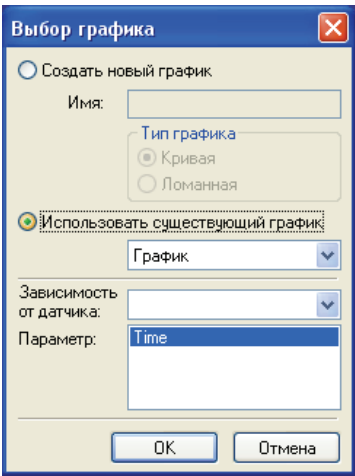 Выбор графика
Создать новый график
Имя:
Тип графика
Кривая
Ломанная
Использовать существующий график
График
Зависимость
от датчика:
Параметр:
Time
OK
Отмена